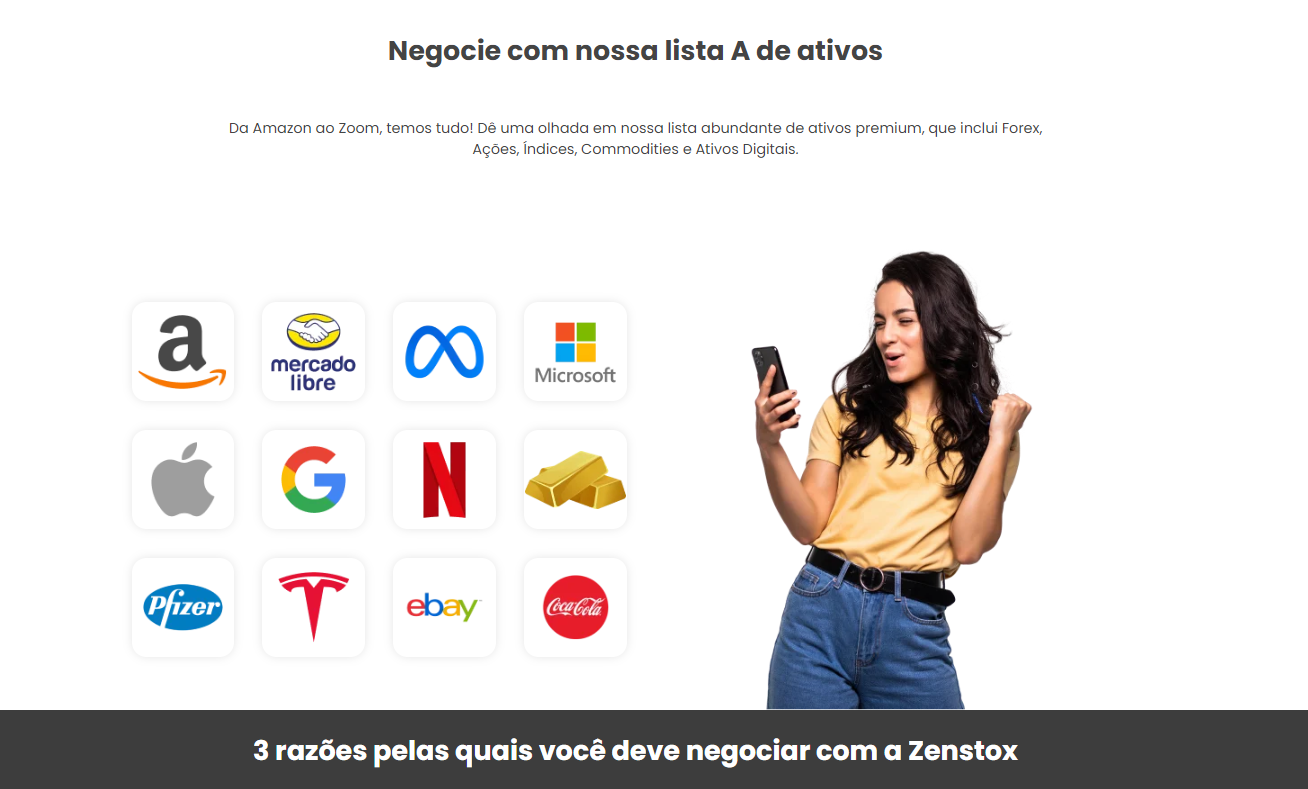 Negocie com nossa lista A de ativos
Da Amazon ao Zoom, temos tudo! Dê uma olhada em nossa lista abundante de ativos premium, que inclui Forex,
Ações, Índices, Commodities e Ativos Digitais.
a
mercado
libre
Microsoft
G
N
Pfizer
T
ebay™
Coca-Cola
3 razões pelas quais você deve negociar com a Zenstox